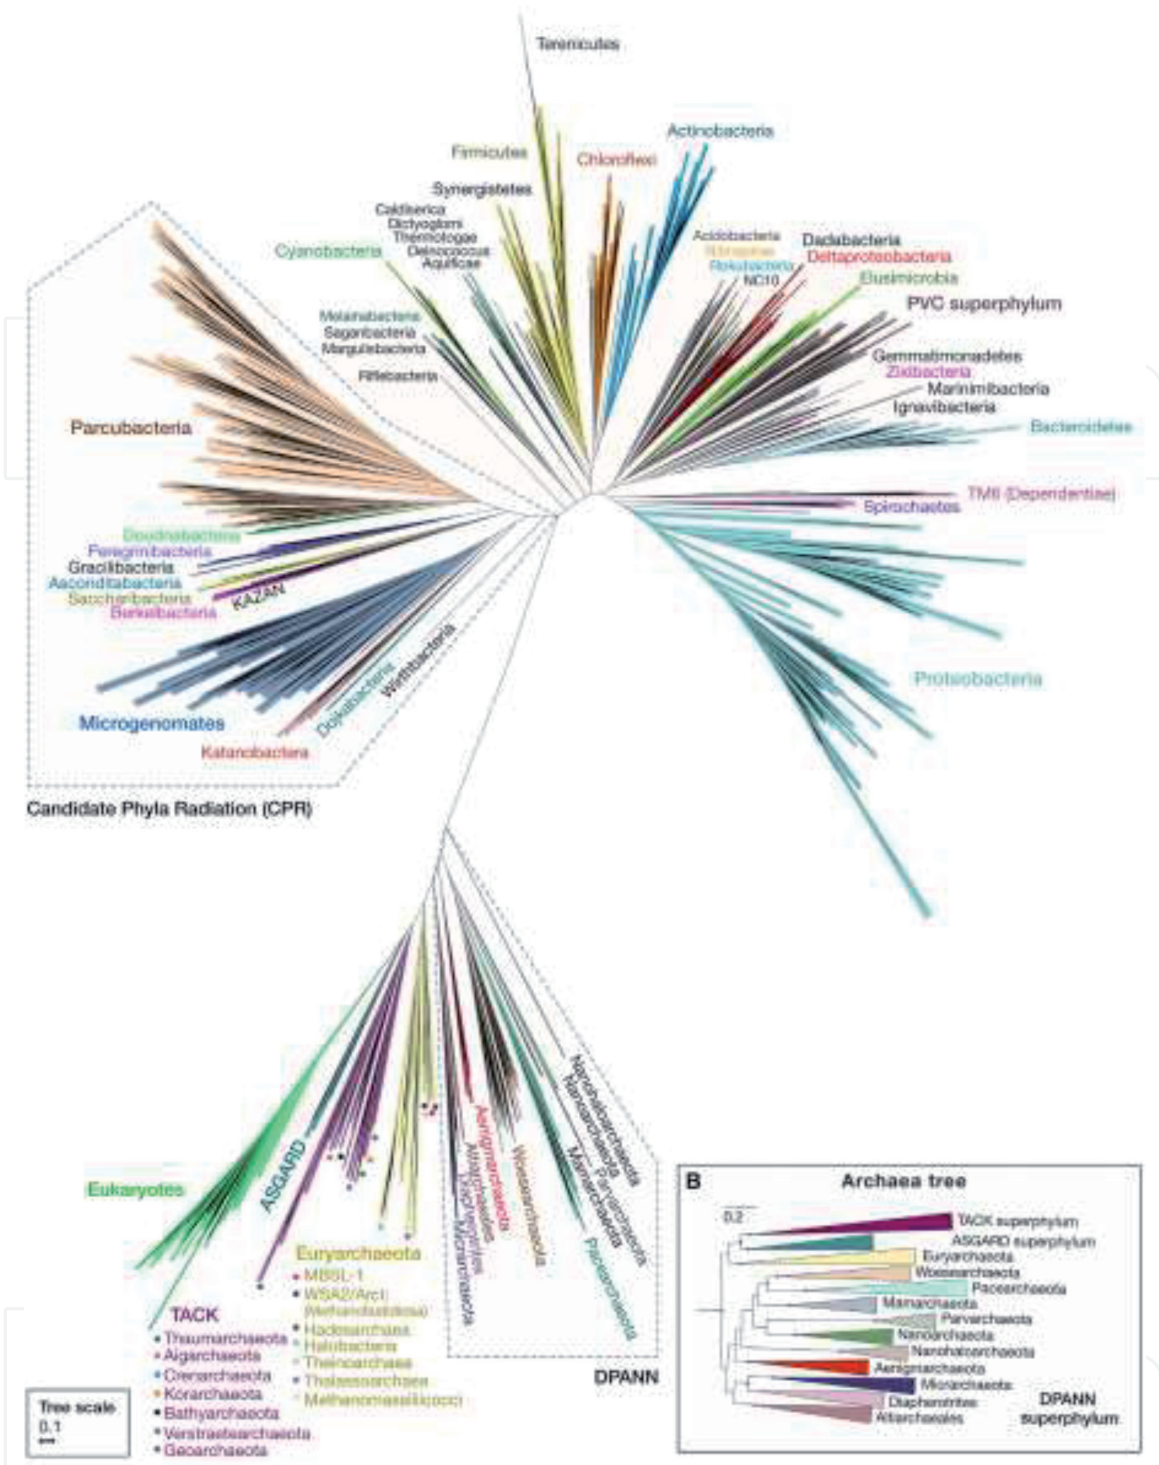 Tenericutes
Actinobacteria
Firmicutes
Chloroflexi
Synergistetes
Caldiserica
Dictyoglomi
Thermotogae
Deinococcus
Aquificae
Cyanobacteria
Acidobacteria
Rokubacteria
NC10
Dadabacteria
Deltaproteobacteria
Elusimicrobia
PVC superphylum
Melainabacteria
Saganbacteria
Margulisbacteria
Riflebacteria
Gemmatimonadetes
Zixibacteria
Marinimibacteria
Ignavibacteria
Bacteroidetes
Parcubacteria
TM6 (Dependentiae)
Spirochaetes
Doudnabacteria
Peregrinibacteria
Gracilibacteria
Absconditabacteria
Saccharibacteria
Berkelbacteria
KAZAN
Proteobacteria
Microgenomates
Katanobactera
Dojkabacteria
Wirthbacteria
Candidate Phyla Radiation (CPR)
Eukaryotes
ASGARD
Euryarchaeota
MBSL-1
WSA2/Arch
Hadesarchaea
Halobacteria
Theinoarchaea
Thalassoarchaea
Methanomassiliicocci
TACK
Thaumarchaeota
Aigarchaeota
Crenarchaeota
Korarchaeota
Bathyarchaeota
Verstraetearchaeota
Geoarchaeota
Micrarchaeota
Diapherotrites
Altiarchaeales
Aenigmarchaeota
Woesearchaeota
Pacearchaeota
Mamarchaeota
Parvarchaeota
Nanoarchaeota
Nanohaloarchaeota
DPANN
Tree scale
0.1
B
Archaea tree
0.2
TACK superphylum
ASGARD superphylum
Euryarchaeota
Woesearchaeota
Pacearchaeota
Mamarchaeota
Parvarchaeota
Nanoarchaeota
Nanohaloarchaeota
Aenigmarchaeota
Micrarchaeota
Diapherotrites
Altiarchaeales
DPANN
superphylum